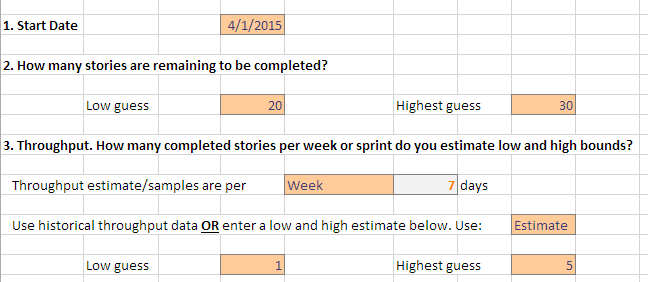 1. Start Date 4/1/2015
2. How many stories are remaining to be completed?
Low guess 20 Highest guess 30
3. Throughput. How many completed stories per week or sprint do you estimate low and high bounds?
Throughput estimate/samples are per Week 7 days
Use historical throughput data OR enter a low and high estimate below. Use: Estimate
Low guess 1 Highest guess 5